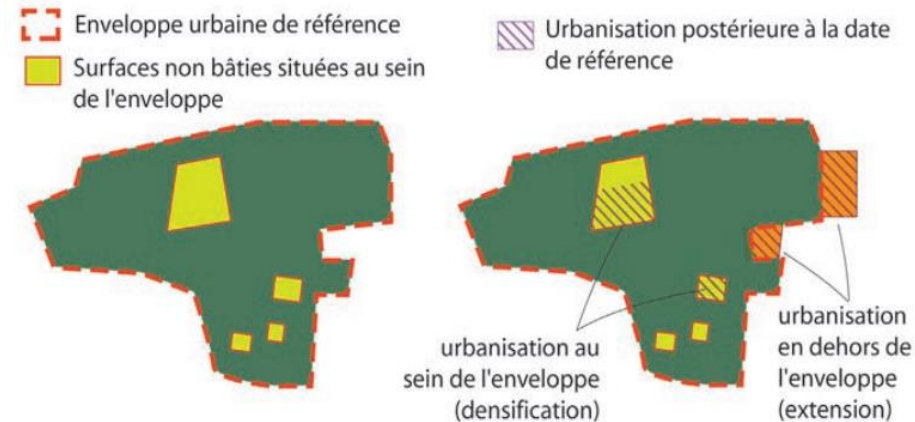 Enveloppe urbaine de référence
Surfaces non bâties situées au sein
de l'enveloppe
Urbanisation postérieure à la date
de référence
urbanisation au
sein de l'enveloppe
(densification)
urbanisation
en dehors de
l'enveloppe
(extension)